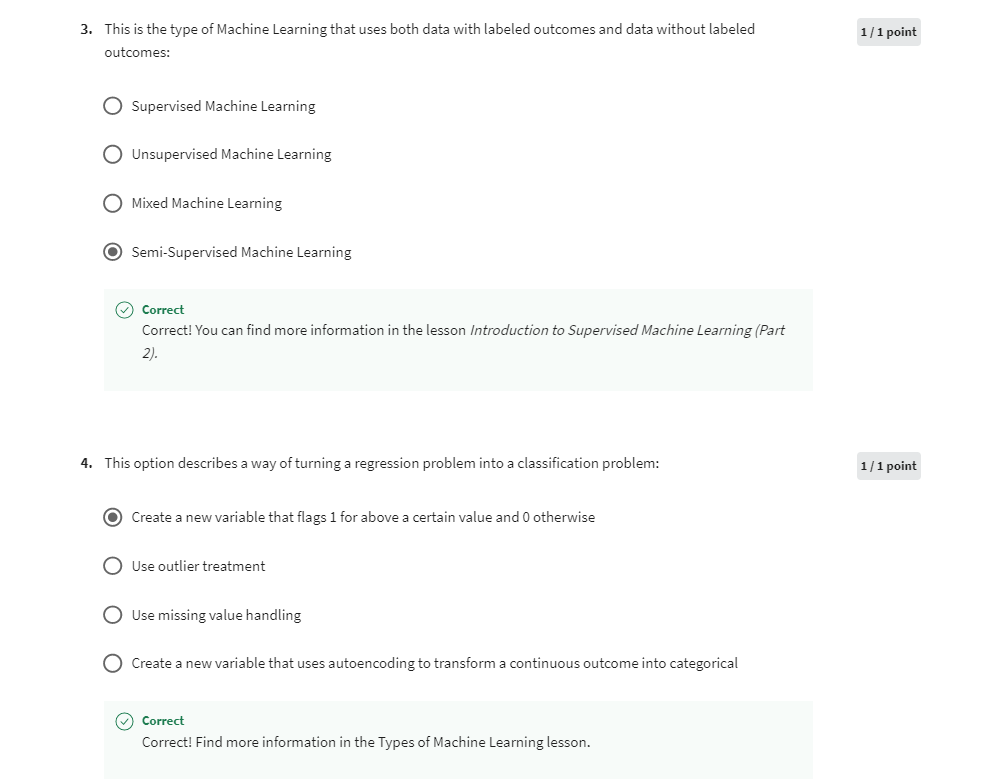 3. This is the type of Machine Learning that uses both data with labeled outcomes and data without labeled
1 / 1 point
outcomes:
Supervised Machine Learning
Unsupervised Machine Learning
Mixed Machine Learning
Semi-Supervised Machine Learning
Correct
Correct! You can find more information in the lesson Introduction to Supervised Machine Learning (Part
2).
4. This option describes a way of turning a regression problem into a classification problem:
1 / 1 point
Create a new variable that flags 1 for above a certain value and 0 otherwise
Use outlier treatment
Use missing value handling
Create a new variable that uses autoencoding to transform a continuous outcome into categorical
Correct
Correct! Find more information in the Types of Machine Learning lesson.